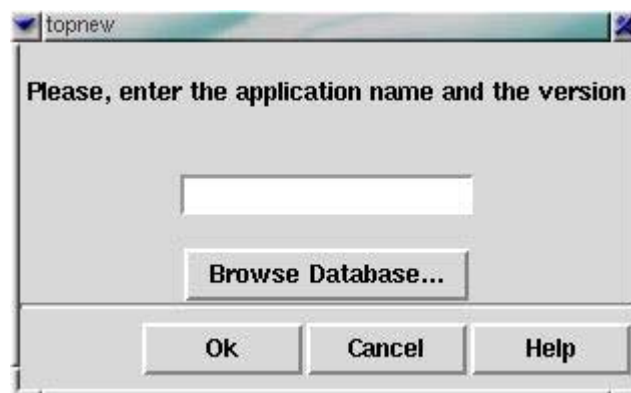 topnew
Please, enter the application name and the version
Browse Database...
Ok
Cancel
Help